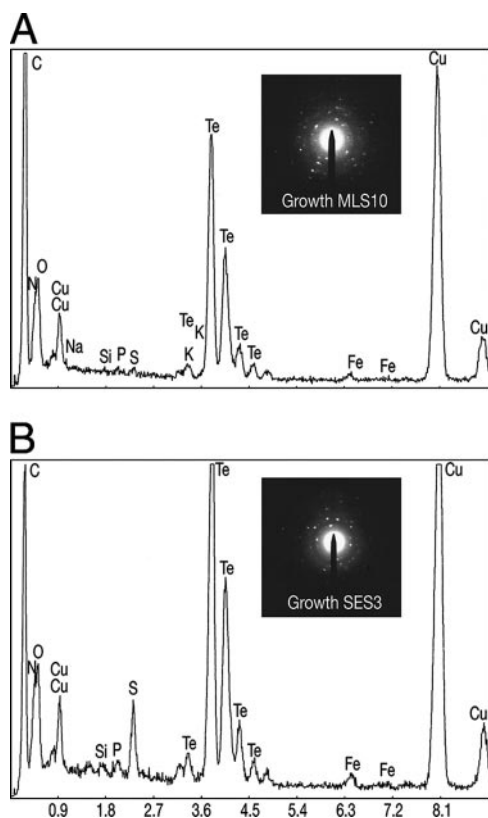 A
C
Cu
Te
Growth MLS10
Te
N O
Cu
Cu
Na
Si P S
Te K
K
Te
Te
Fe
Fe
Cu
B
C
Te
Cu
Growth SES3
Te
N O
Cu
Cu
S
Si P
Te
Te
Te
Fe
Fe
Cu
0.9 1.8 2.7 3.6 4.5 5.4 6.3 7.2 8.1